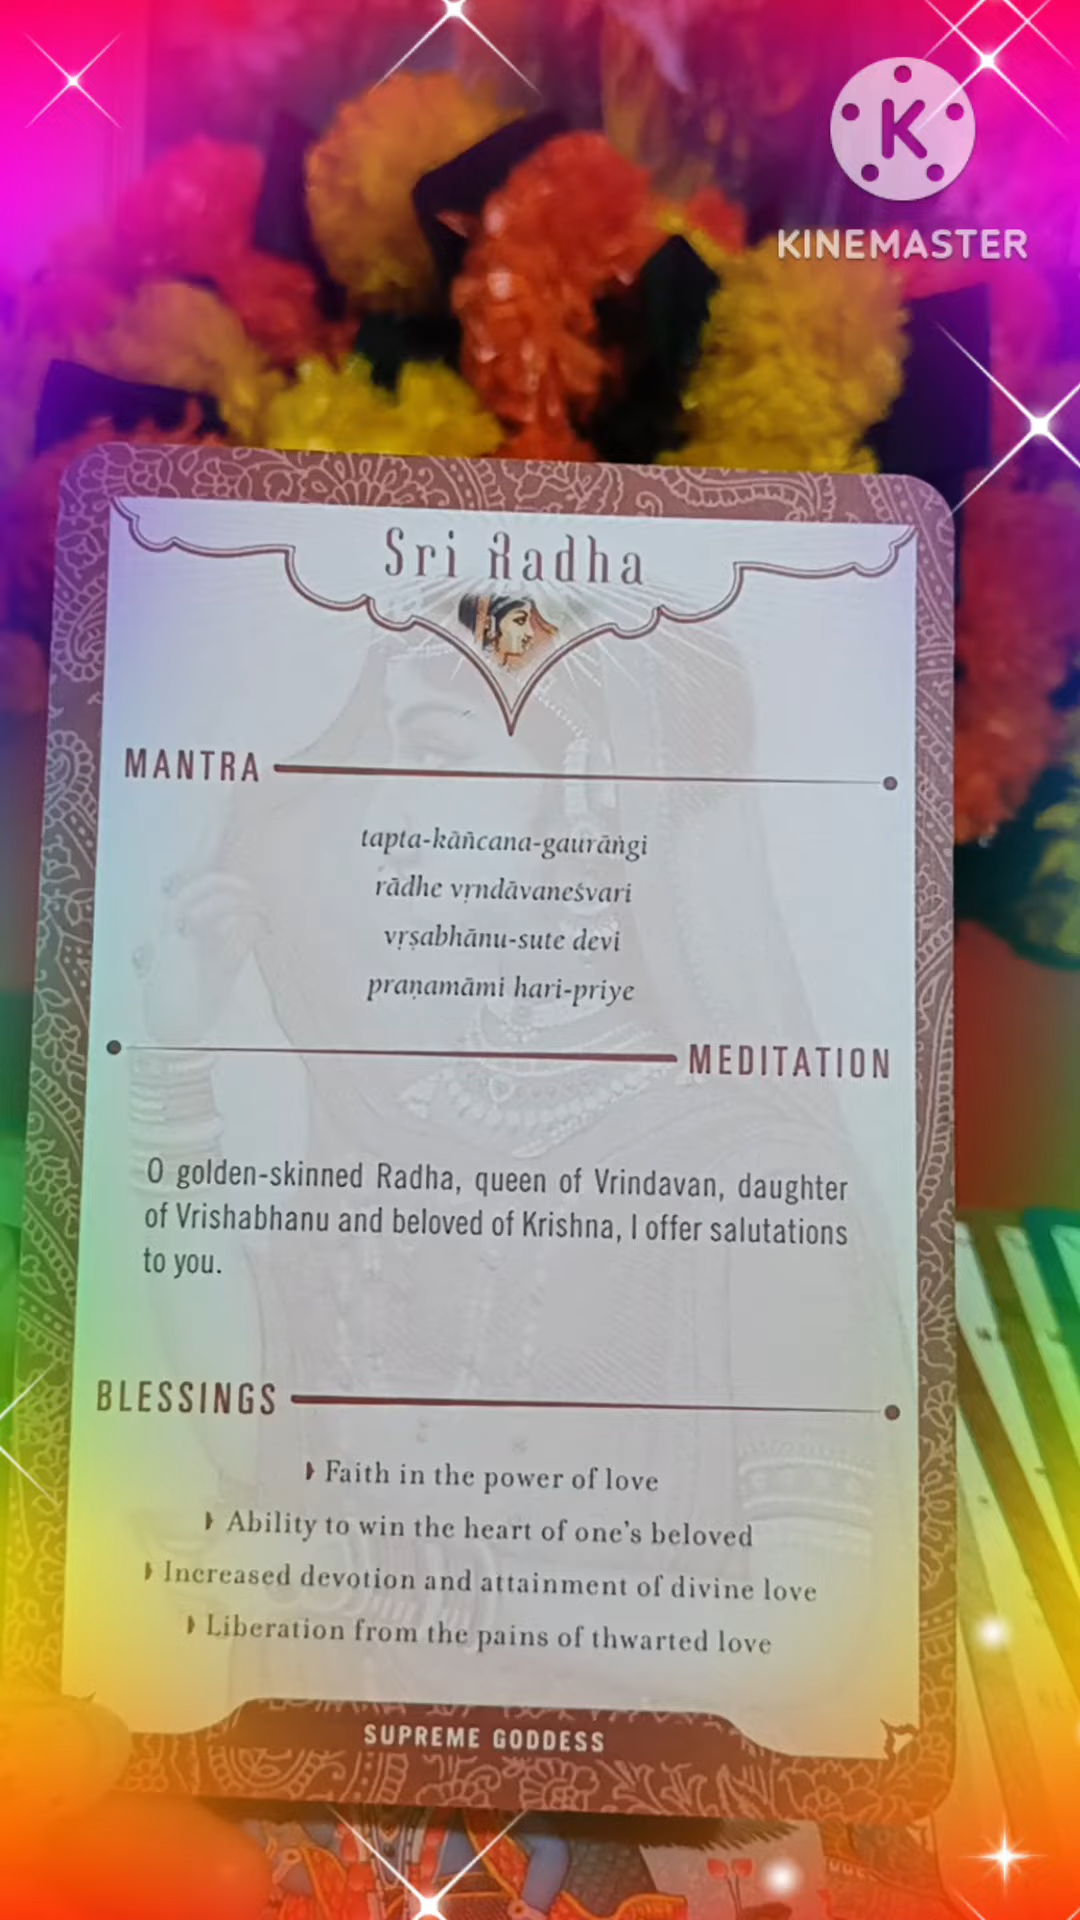 K
KINEMASTER
Sri Radha
MANTRA
tapta-kāñcana-gaurāṅgi
rādhe vṛndāvaneśvari
vṛṣabhānu-sute devi
praṇamāmi hari-priye
MEDITATION
O golden-skinned Radha, queen of Vrindavan, daughter
of Vrishabhanu and beloved of Krishna, I offer salutations
to you.
BLESSINGS
Faith in the power of love
Ability to win the heart of one's beloved
Increased devotion and attainment of divine love
Liberation from the pains of thwarted love
SUPREME GODDESS